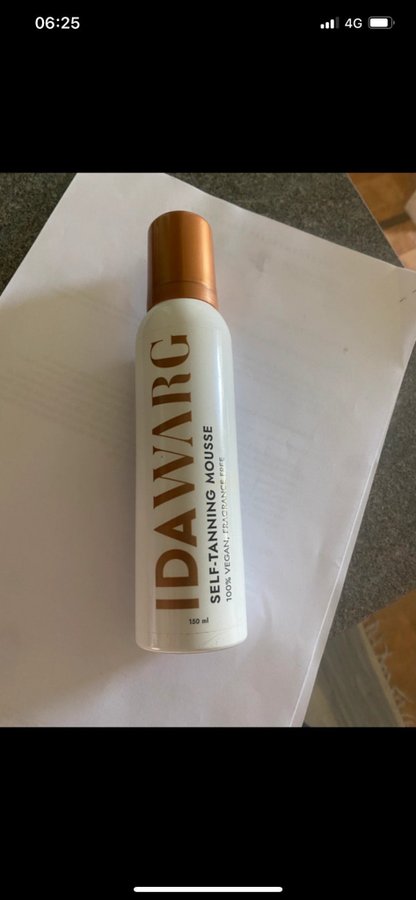 06:25
4G
IDAWARG
SELF-TANNING MOUSSE
100% VEGAN, FRAGRANCE FREE
150 ml